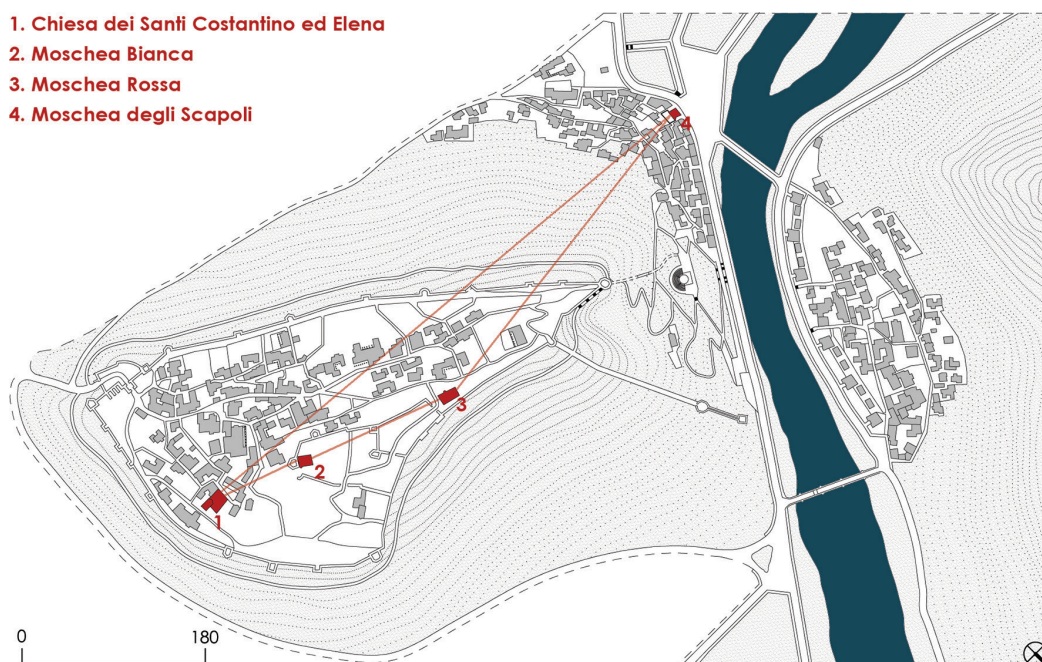 1. Chiesa dei Santi Costantino ed Elena
2. Moschea Bianca
3. Moschea Rossa
4. Moschea degli Scapoli
4
3
2
1
0 180